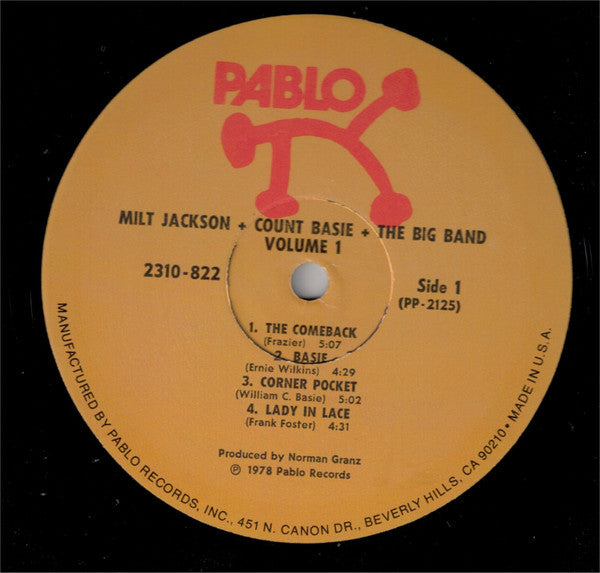 PABLO
MILT JACKSON + COUNT BASIE + THE BIG BAND
VOLUME 1
2310-822
Side 1
(PP-2125)
1. THE COMEBACK
(Frazier) 5:07
2. BASIE
(Ernie Wilkins) 4:29
3. CORNER POCKET
(William C. Basie) 5:02
4. LADY IN LACE
(Frank Foster) 4:31
Produced by Norman Granz
℗ 1978 Pablo Records
MANUFACTURED BY PABLO RECORDS, INC., 451 N. CANON DR., BEVERLY HILLS, CA 90210 • MADE IN U.S.A.